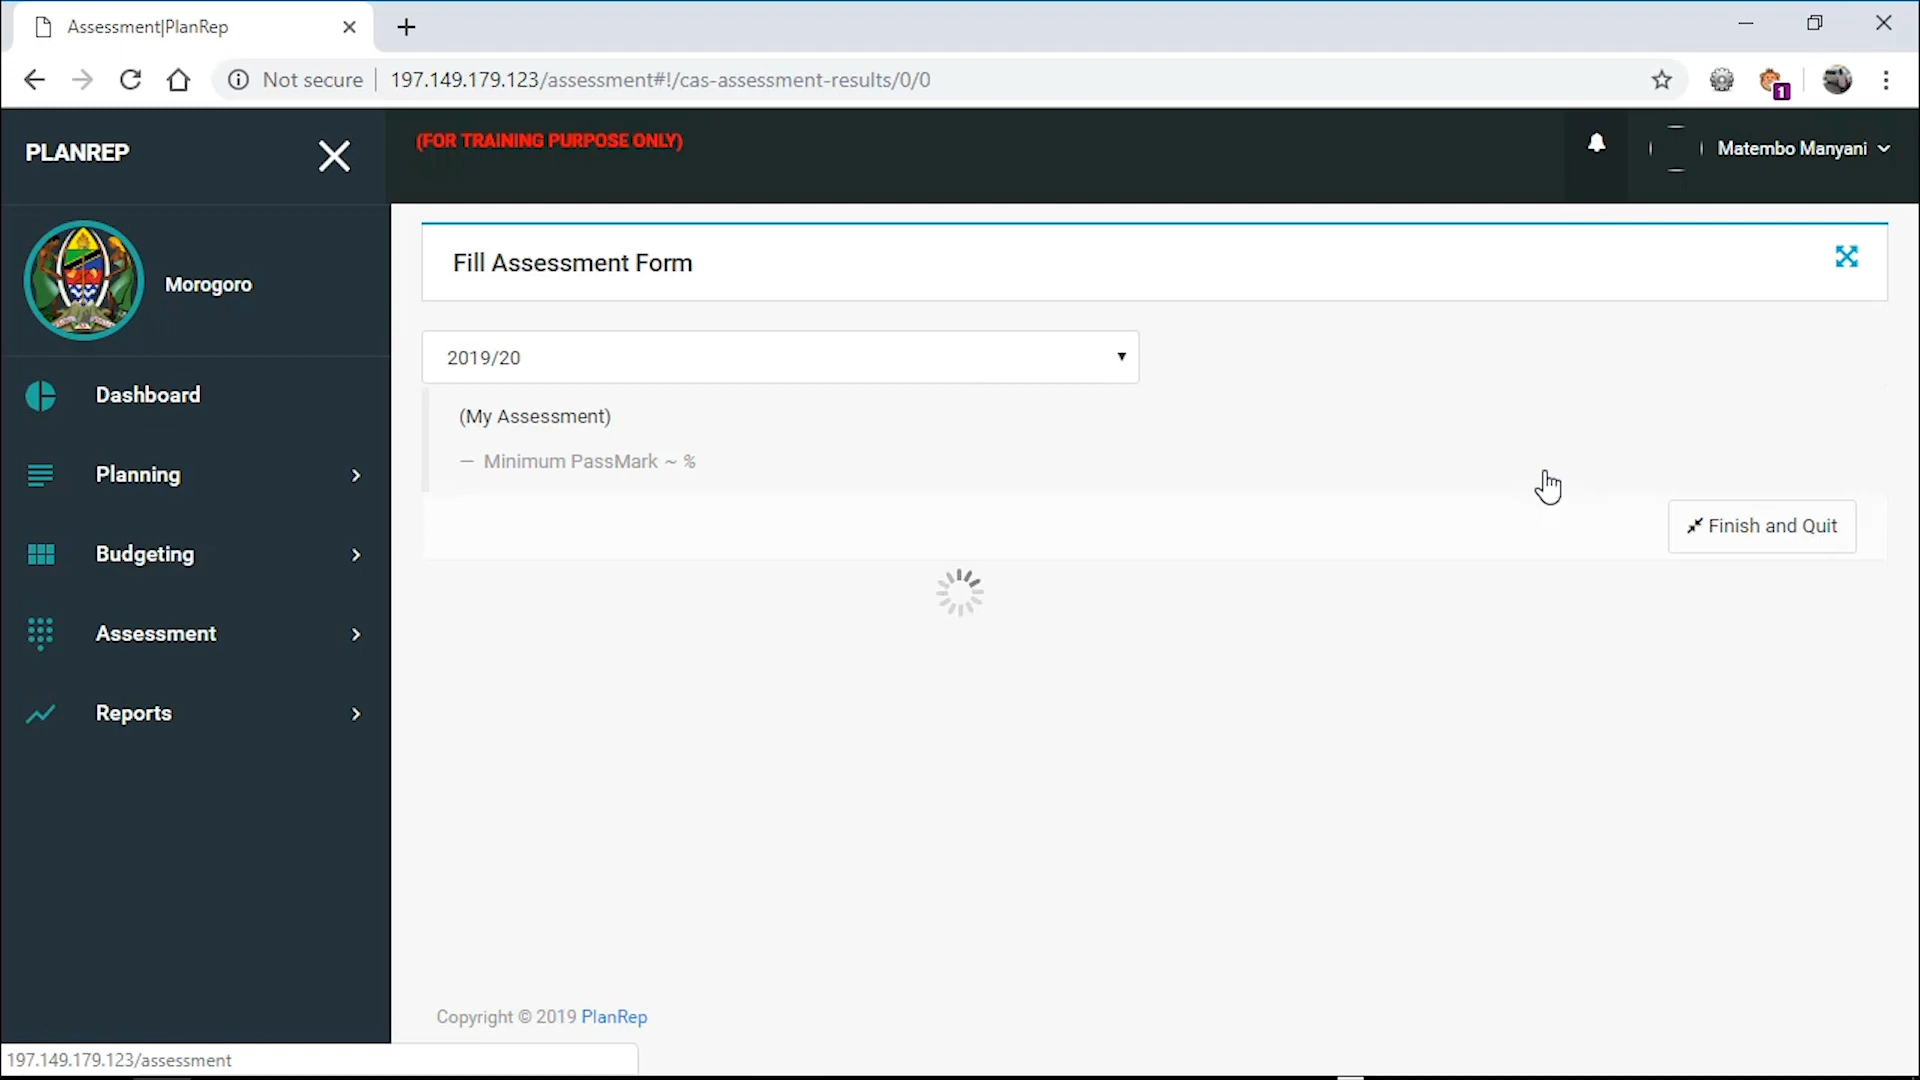 Assessment|PlanRep
Not secure
197.149.179.123/assessment#!/cas-assessment-results/0/0
1
PLANREP
(FOR TRAINING PURPOSE ONLY)
Matembo Manyani
Morogoro
Fill Assessment Form
2019/20
(My Assessment)
— Minimum PassMark ~ %
Finish and Quit
Dashboard
Planning
Budgeting
Assessment
Reports
Copyright © 2019 PlanRep
197.149.179.123/assessment